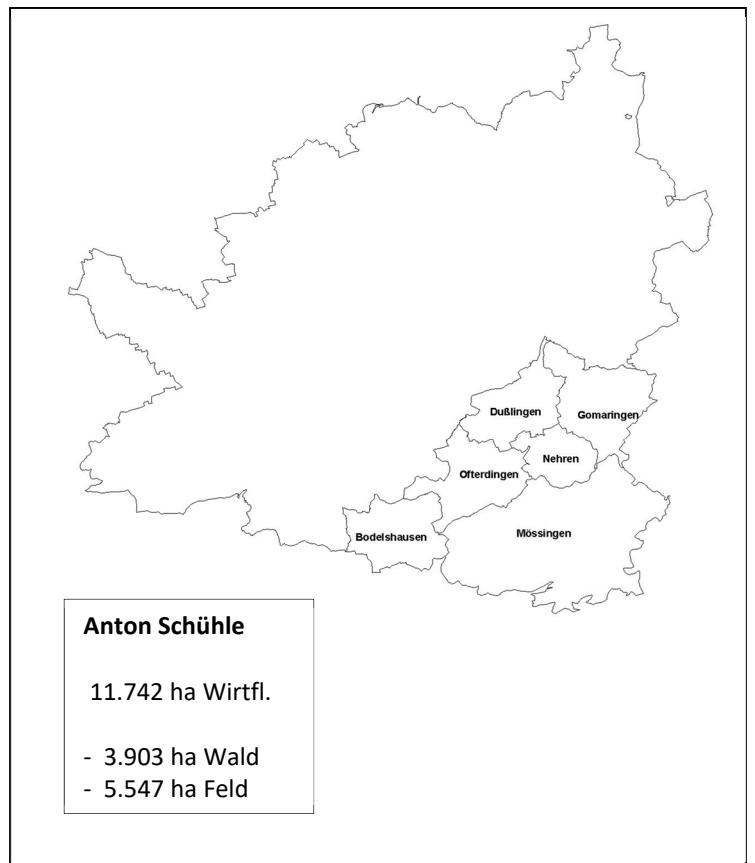 Dußlingen
Gomaringen
Nehren
Ofterdingen
Mössingen
Bodelshausen
Anton Schühle
11.742 ha Wirtfl.
- 3.903 ha Wald
- 5.547 ha Feld